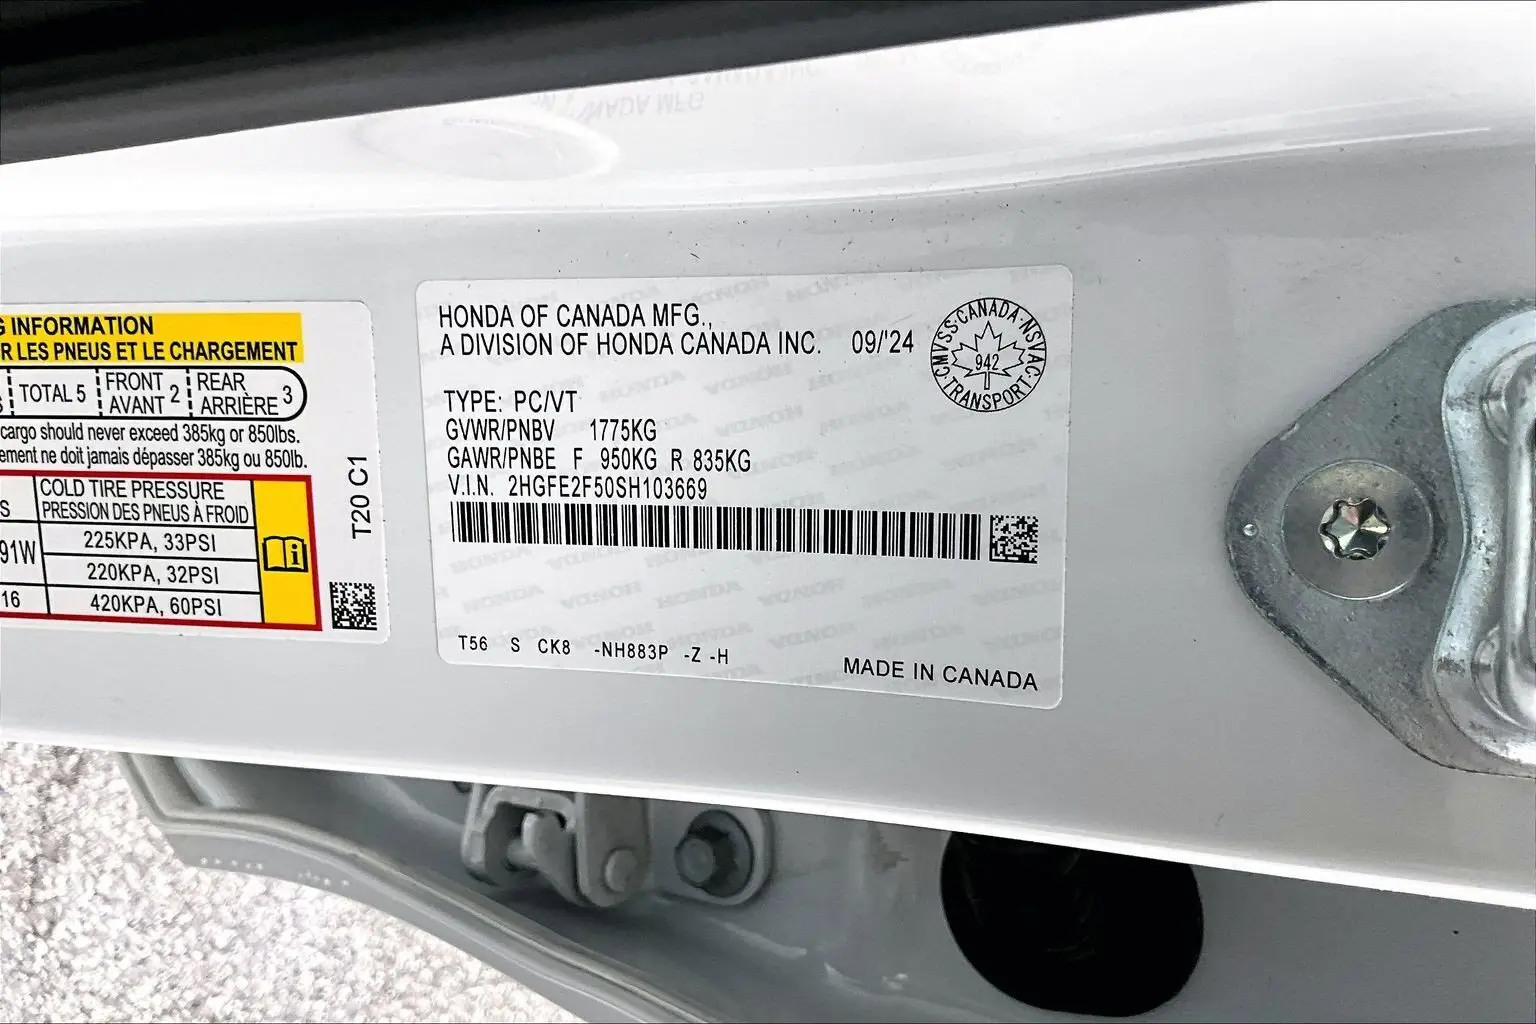 G INFORMATION
R LES PNEUS ET LE CHARGEMENT
TOTAL 5
FRONT
AVANT 2
REAR
ARRIÈRE 3
cargo should never exceed 385kg or 850lbs.
ement ne doit jamais dépasser 385kg ou 850lb.
S
COLD TIRE PRESSURE
PRESSION DES PNEUS À FROID
91W
225KPA, 33PSI
220KPA, 32PSI
16
420KPA, 60PSI
T20 C1
HONDA OF CANADA MFG.,
A DIVISION OF HONDA CANADA INC. 09/'24
CMVSS·CANADA·NSVAC·TRANSPORT·
942
TYPE: PC/VT
GVWR/PNBV 1775KG
GAWR/PNBE F 950KG R 835KG
V.I.N. 2HGFE2F50SH103669
T56 S CK8 -NH883P -Z -H
MADE IN CANADA